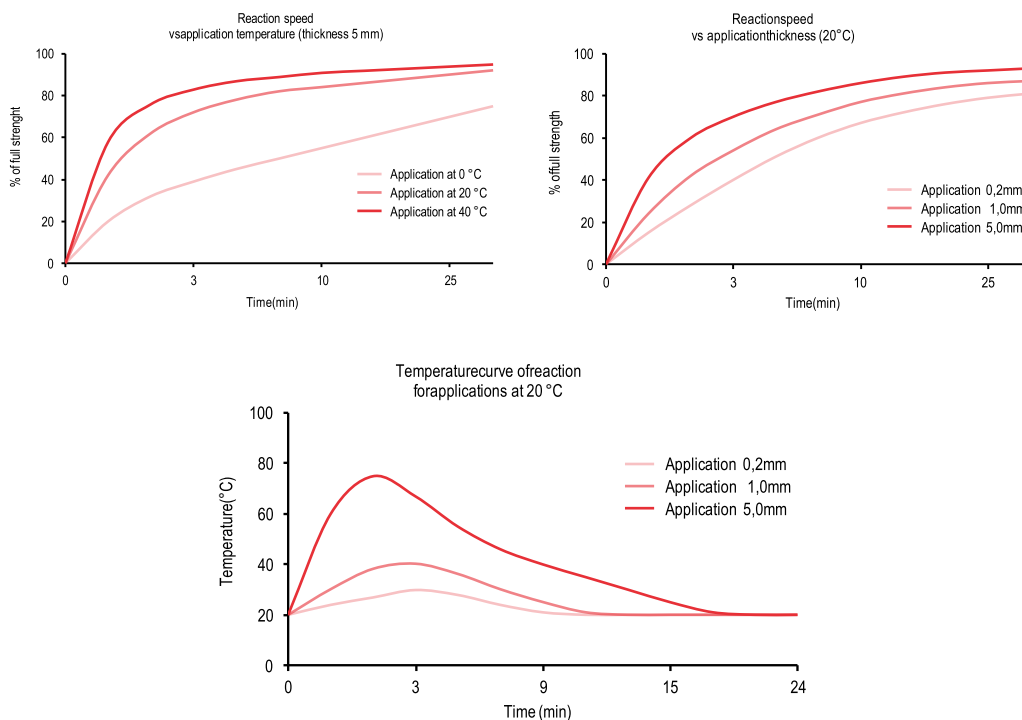 Reaction speed
vsapplication temperature (thickness 5 mm)
100
80
60
40
20
0
% of full strenght
Application at 0 °C
Application at 20 °C
Application at 40 °C
0
3
10
25
Time(min)
Reactionspeed
vs applicationthickness (20°C)
100
80
60
40
20
0
% offull strength
Application 0,2mm
Application 1,0mm
Application 5,0mm
0
3
10
25
Time(min)
Temperaturecurve ofreaction
forapplications at 20 °C
100
80
60
40
20
0
Temperature(°C)
Application 0,2mm
Application 1,0mm
Application 5,0mm
0
3
9
15
24
Time (min)